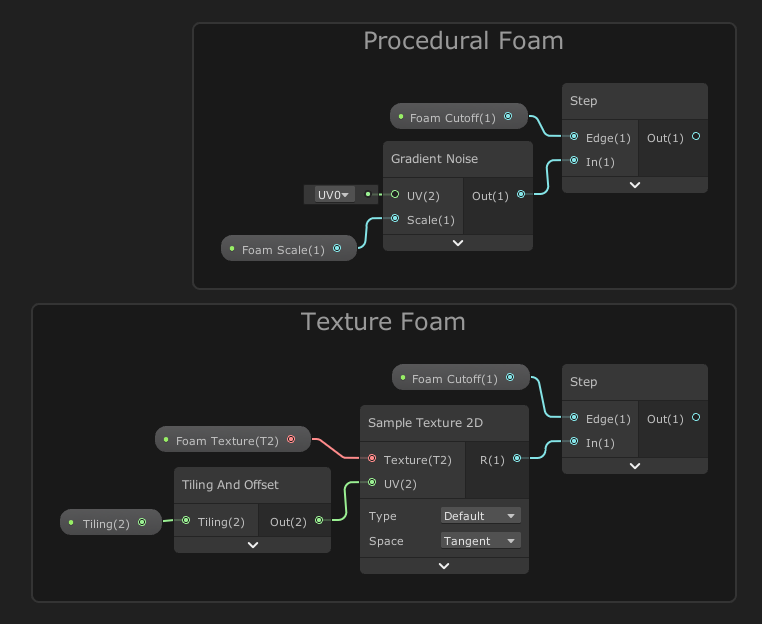 Procedural Foam
Step
Foam Cutoff(1)
Edge(1) Out(1)
In(1)
Gradient Noise
UV0
UV(2) Out(1)
Scale(1)
Foam Scale(1)
Texture Foam
Step
Foam Cutoff(1)
Edge(1) Out(1)
In(1)
Sample Texture 2D
Foam Texture(T2)
Texture(T2) R(1)
UV(2)
Tiling And Offset
Tiling(2)
Tiling(2) Out(2)
Type Default
Space Tangent